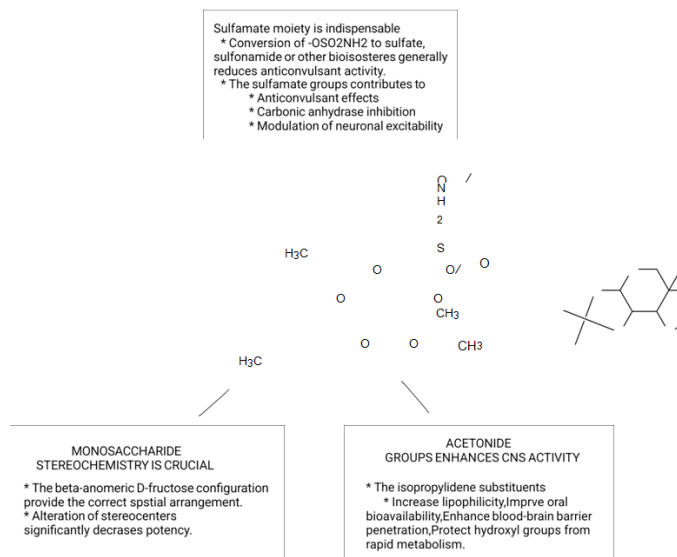 Sulfamate moiety is indispensable
* Conversion of -OSO2NH2 to sulfate,
sulfonamide or other bioisosteres generally
reduces anticonvulsant activity.
* The sulfamate groups contributes to
* Anticonvulsant effects
* Carbonic anhydrase inhibition
* Modulation of neuronal excitability
O /
N
H
2
S
H3C
O
O/
O
O
O
CH3
O
O
CH3
H3C
MONOSACCHARIDE
STEREOCHEMISTRY IS CRUCIAL
* The beta-anomeric D-fructose configuration
provide the correct spstial arrangement.
* Alteration of stereocenters
significantly decrases potency.
ACETONIDE
GROUPS ENHANCES CNS ACTIVITY
* The isopropylidene substituents
* Increase lipophilicity,Imprve oral
bioavailability,Enhance blood-brain barrier
penetration,Protect hydroxyl groups from
rapid metabolism.